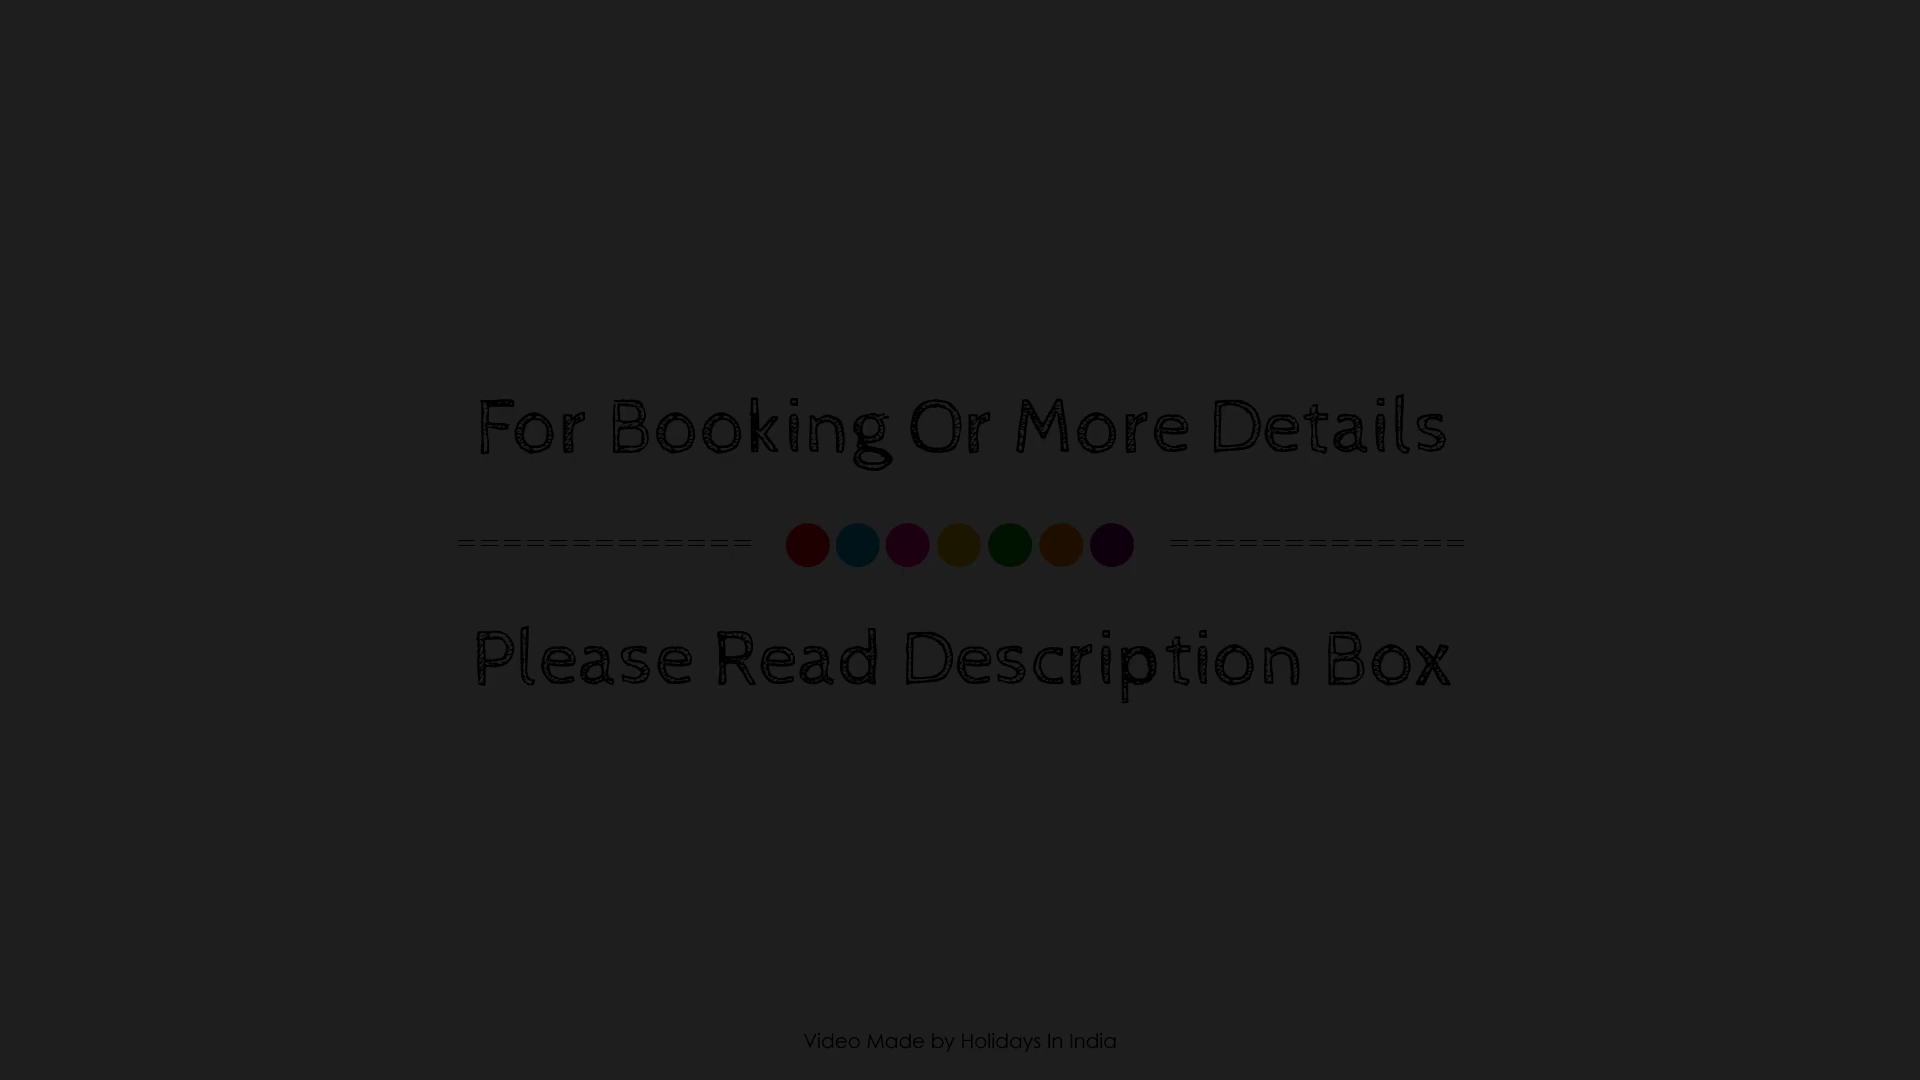 For Booking Or More Details
============= =============
Please Read Description Box
Video Made by Holidays In India